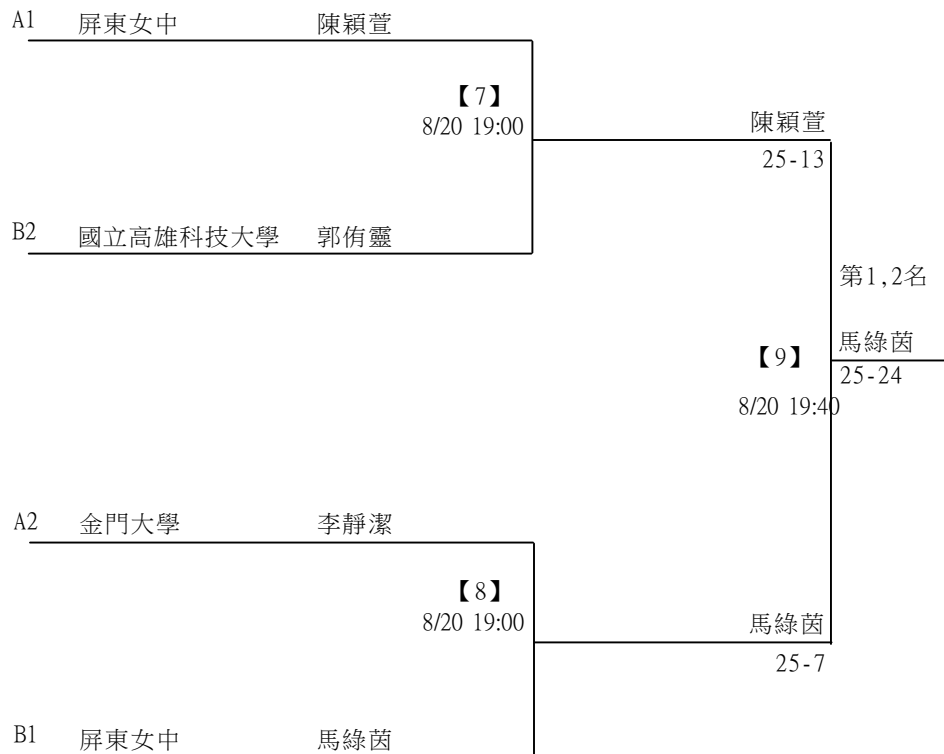 A1 屏東女中 陳穎萱
【7】
8/20 19:00
陳穎萱
25-13
B2 國立高雄科技大學 郭侑靈
第1,2名
馬綠茵
【9】
25-24
8/20 19:40
A2 金門大學 李靜潔
【8】
8/20 19:00
馬綠茵
25-7
B1 屏東女中 馬綠茵